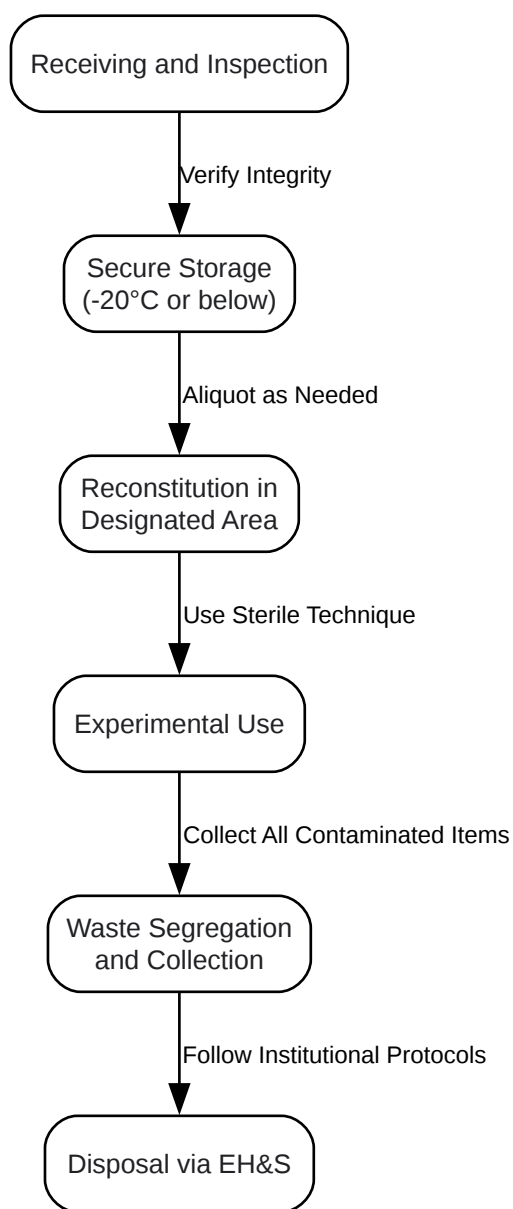 Receiving and Inspection
Verify Integrity
Secure Storage
(-20°C or below)
Aliquot as Needed
Reconstitution in
Designated Area
Use Sterile Technique
Experimental Use
Collect All Contaminated Items
Waste Segregation
and Collection
Follow Institutional Protocols
Disposal via EH&S